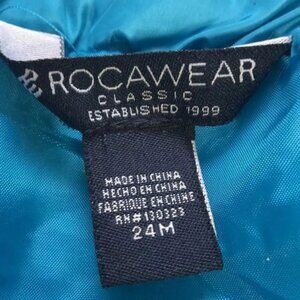 ROCAWEAR
CLASSIC
ESTABLISHED 1999
MADE IN CHINA
HECHO EN CHINA
FABRIQUE EN CHINE
RN# 130323
24M